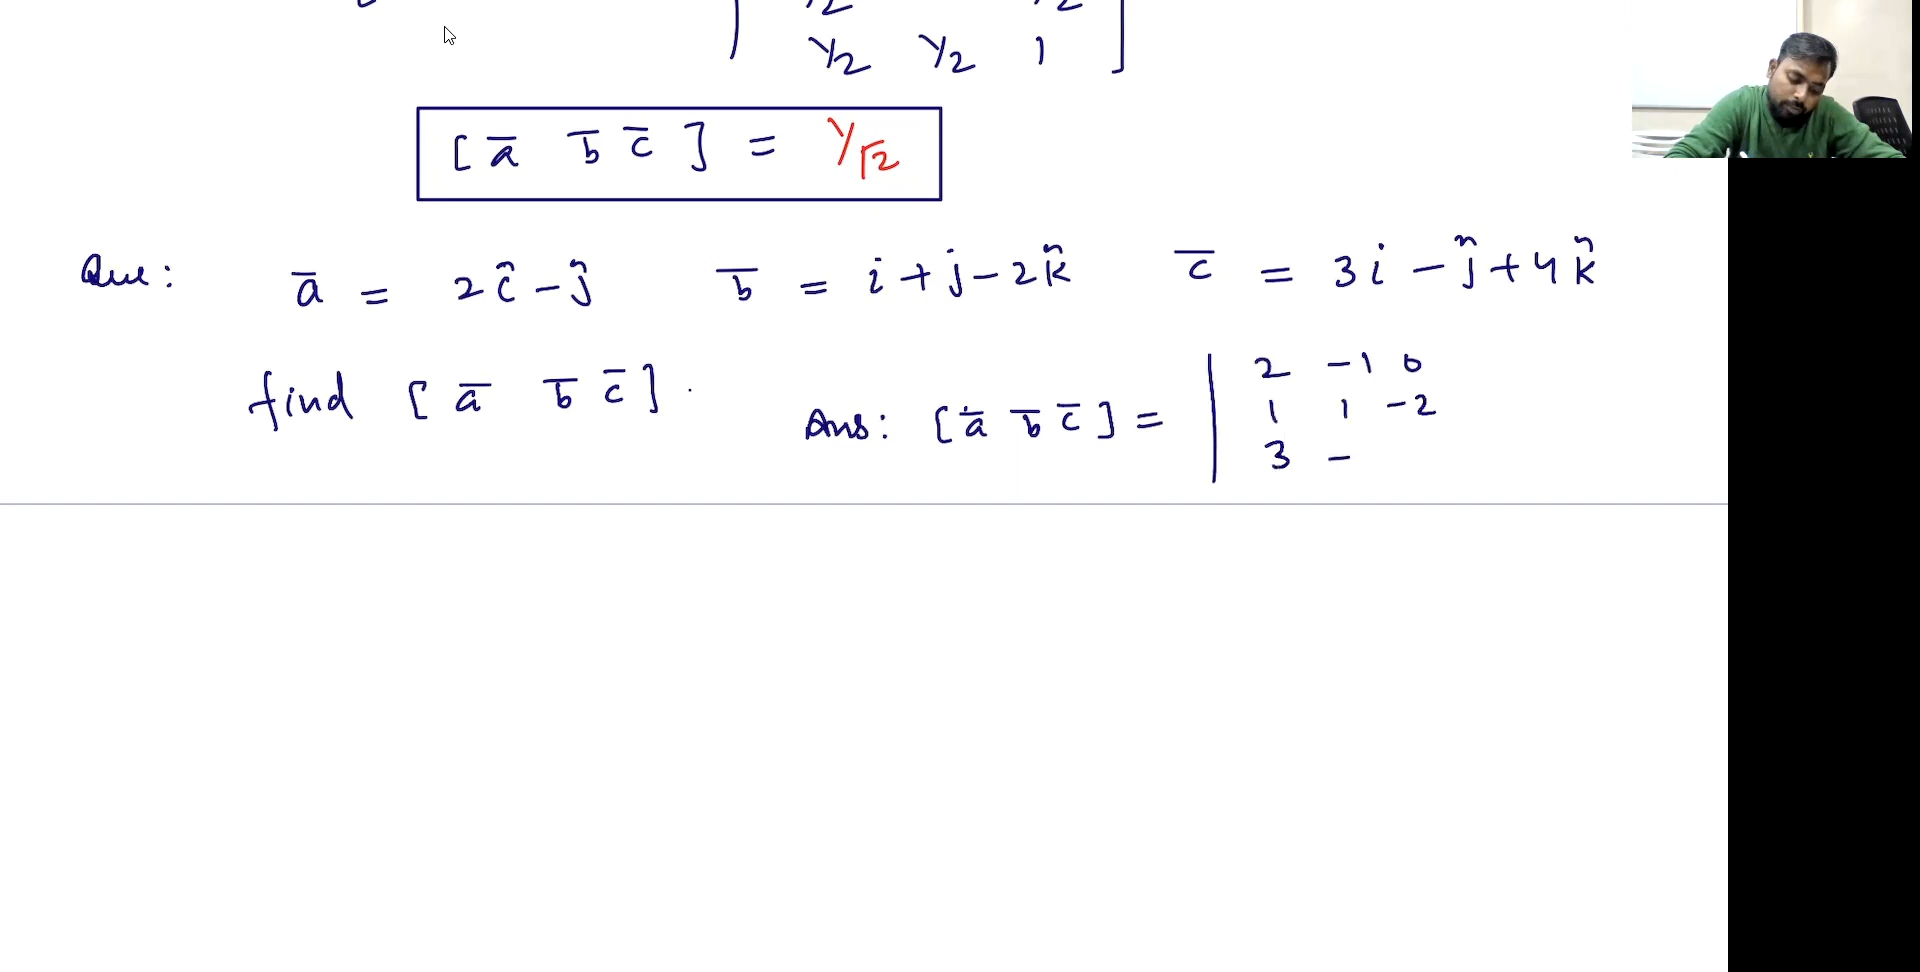 1/2 1/2 1 ]
[ a̅ b̅ c̅ ] = 1/√2
Que: a̅ = 2î - ĵ b̅ = i + j - 2k̂ c̅ = 3i - ĵ + 4k̂
find [ a̅ b̅ c̅ ] .
Ans: [ a̅ b̅ c̅ ] = | 2 -1 0
1 1 -2
3 -